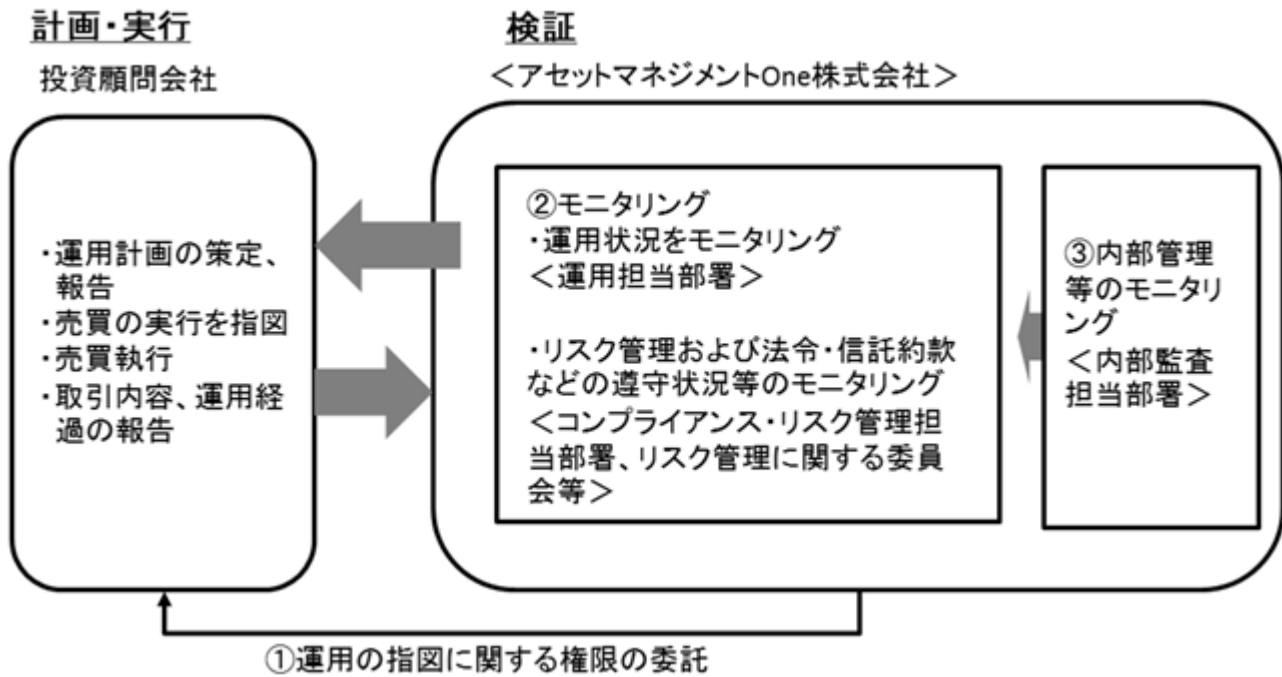 計画・実行
投資顧問会社
・運用計画の策定、
報告
・売買の実行を指図
・売買執行
・取引内容、運用経
過の報告
検証
＜アセットマネジメントOne株式会社＞
②モニタリング
・運用状況をモニタリング
＜運用担当部署＞
・リスク管理および法令・信託約款
などの遵守状況等のモニタリング
＜コンプライアンス・リスク管理担
当部署、リスク管理に関する委員
会等＞
③内部管理
等のモニタリ
ング
＜内部監査
担当部署＞
①運用の指図に関する権限の委託